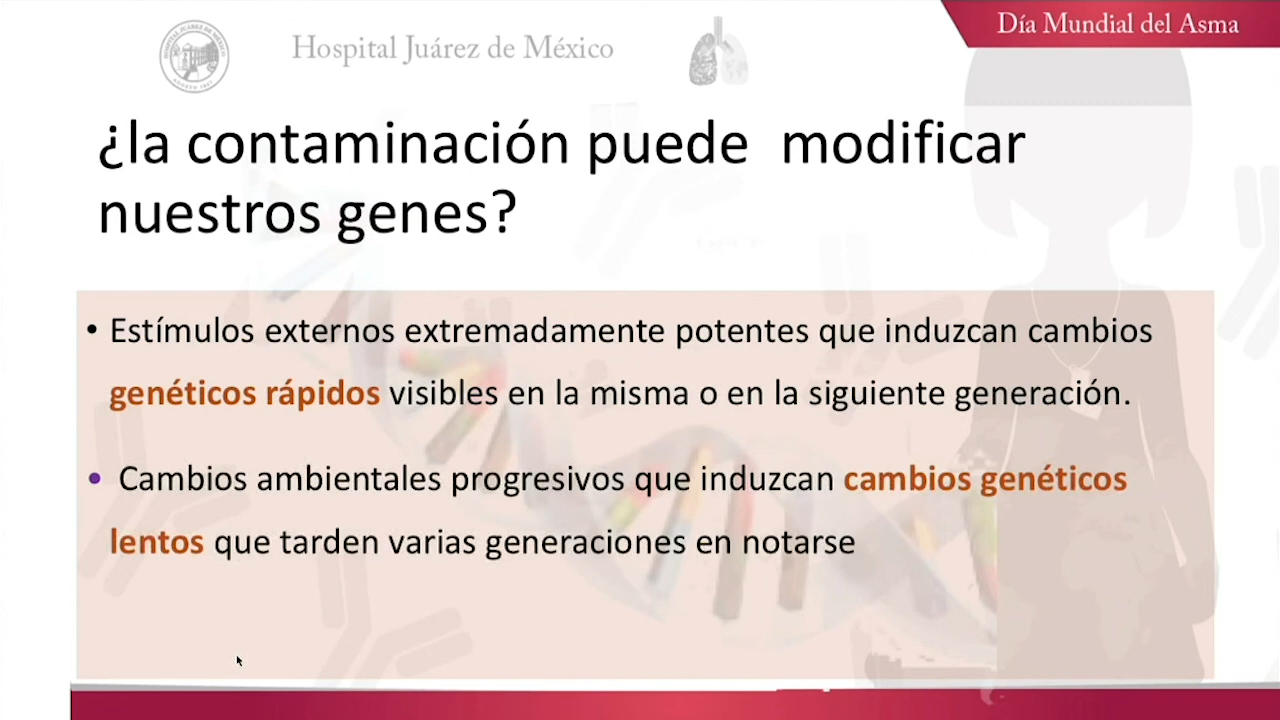 Hospital Juárez de México
Día Mundial del Asma
¿la contaminación puede modificar
nuestros genes?
• Estímulos externos extremadamente potentes que induzcan cambios
genéticos rápidos visibles en la misma o en la siguiente generación.
• Cambios ambientales progresivos que induzcan cambios genéticos
lentos que tarden varias generaciones en notarse